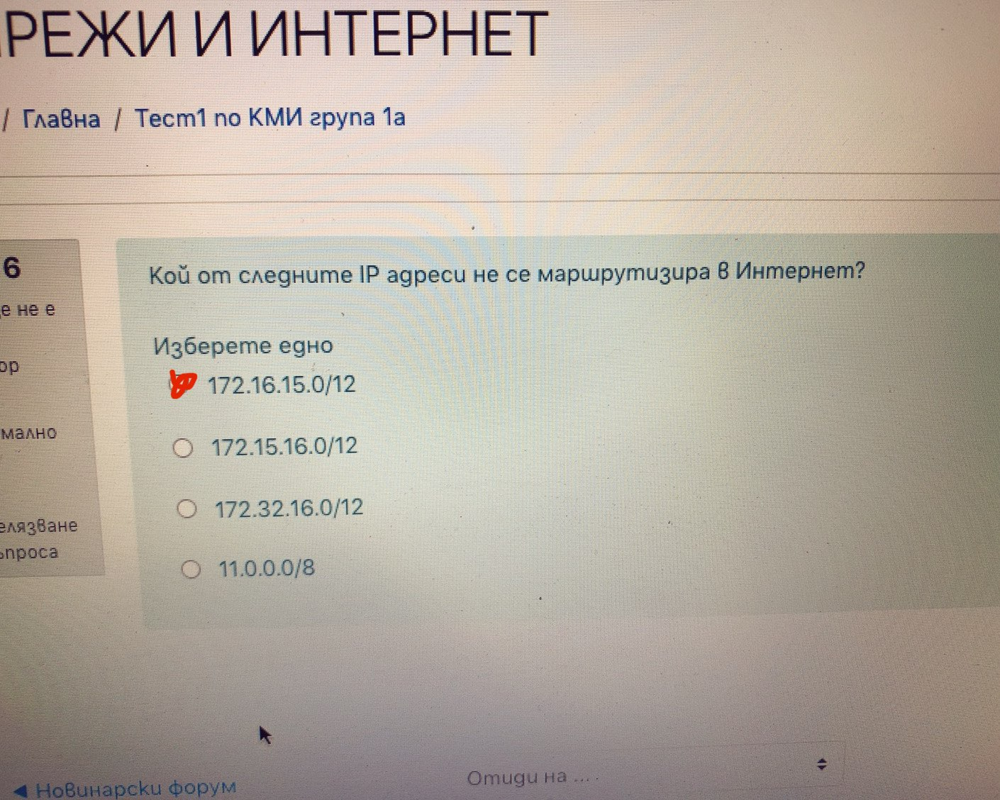 РЕЖИ И ИНТЕРНЕТ
/ Главна / Тест1 по КМИ група 1а
6
Кой от следните IP адреси не се маршрутизира в Интернет?
е не е
Изберете едно
ор
172.16.15.0/12
мално
172.15.16.0/12
172.32.16.0/12
елязване
ъпроса
11.0.0.0/8
Отиди на ...
◄ Новинарски форум